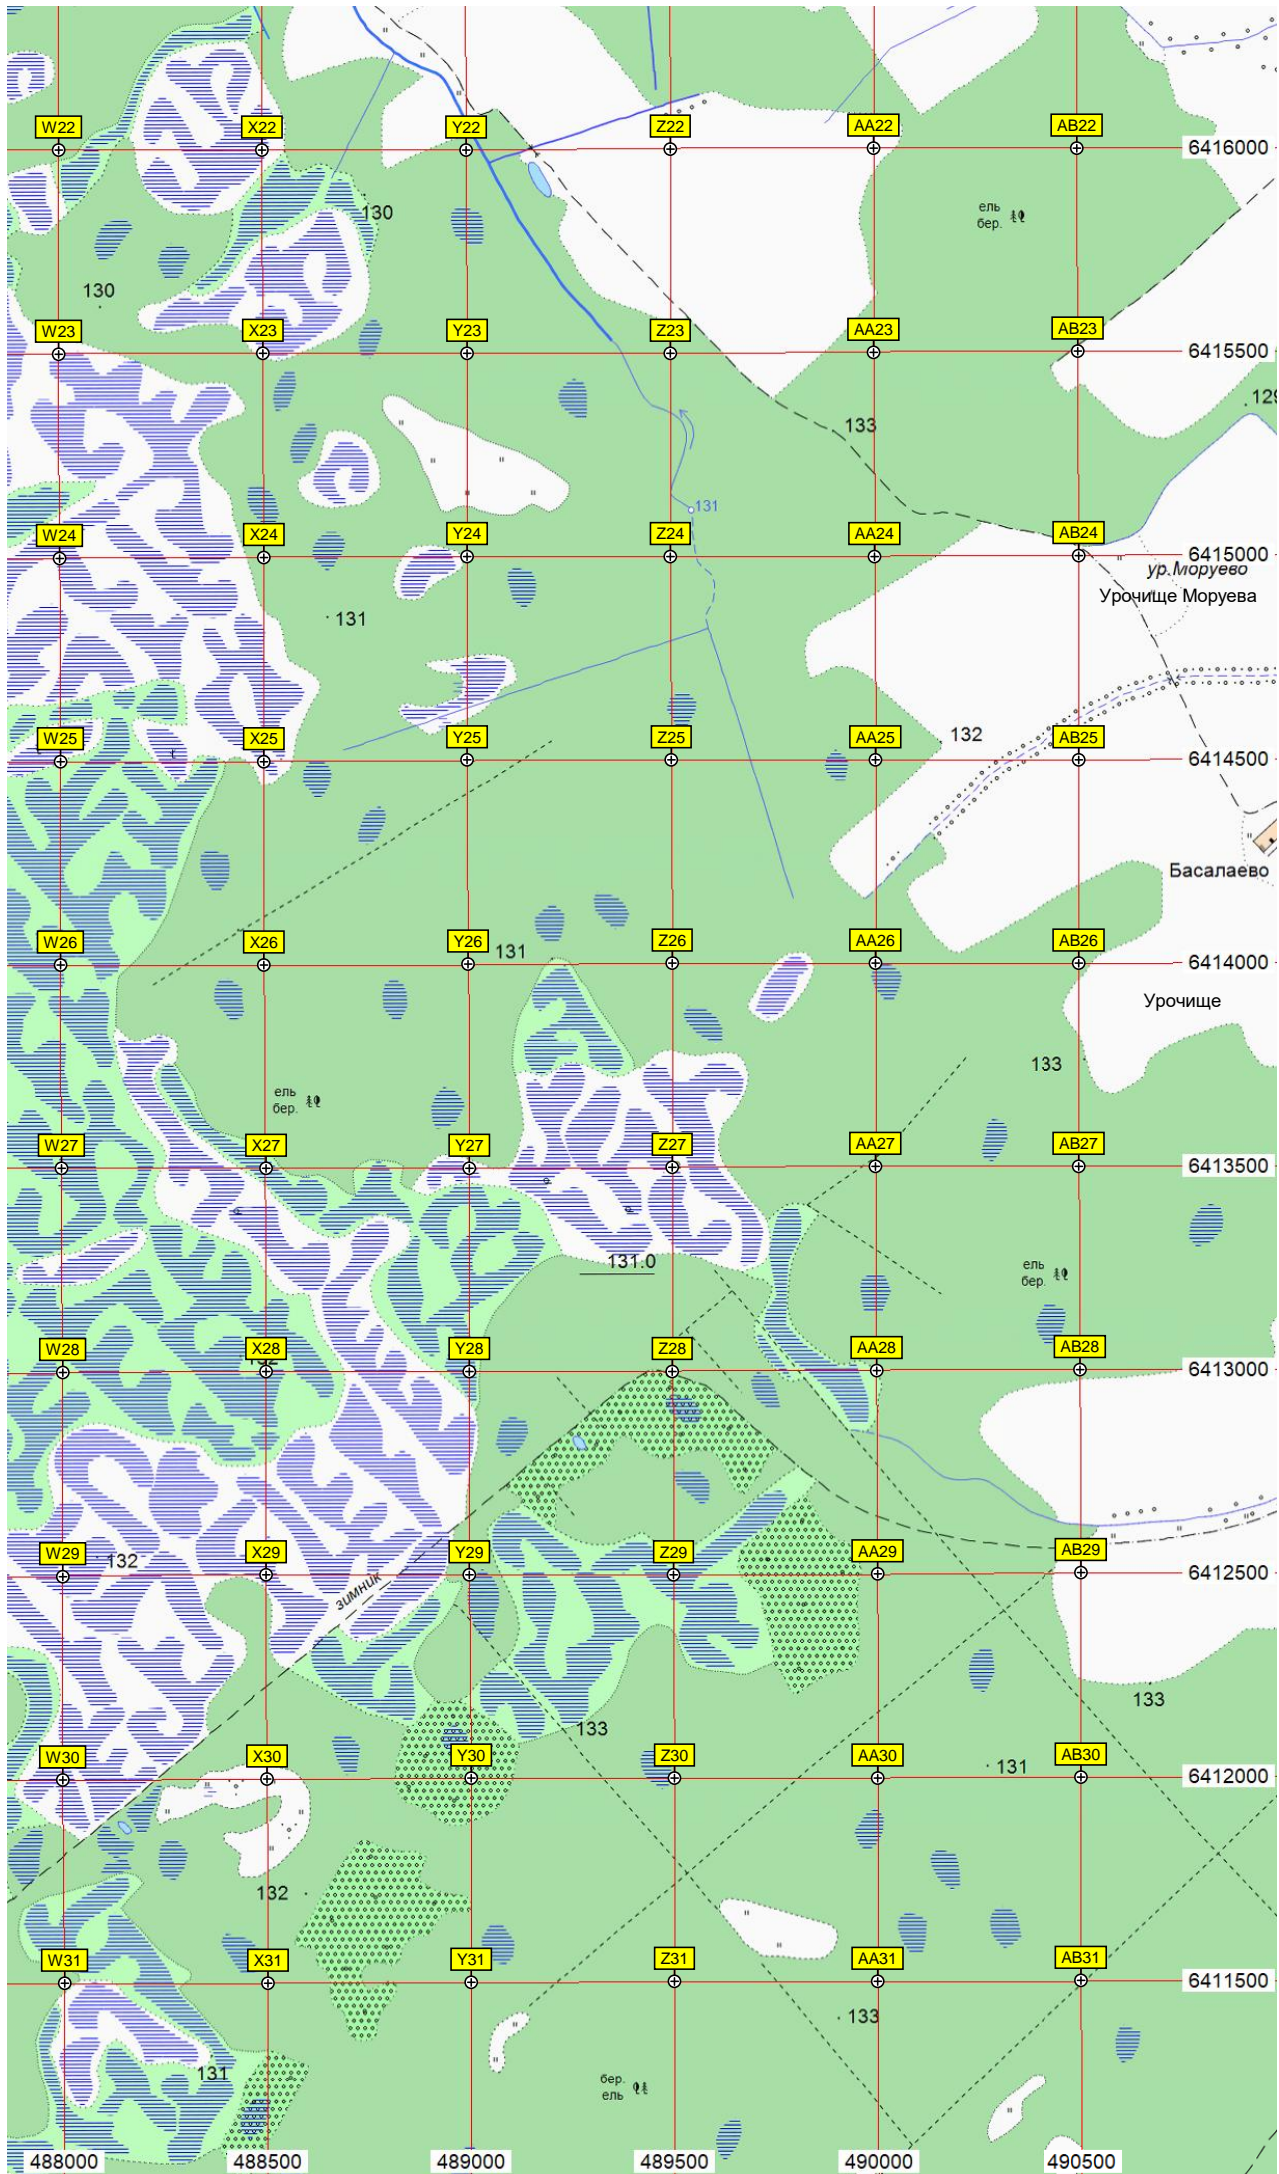 W22 X22 Y22 Z22 AA22 AB22
6416000
130
ель
бер.
130
W23 X23 Y23 Z23 AA23 AB23
6415500
129
133
131
W24 X24 Y24 Z24 AA24 AB24
6415000
ур.Моруево
Урочище Моруева
131
132
W25 X25 Y25 Z25 AA25 AB25
6414500
Басалаево
W26 X26 Y26 Z26 AA26 AB26
131
6414000
Урочище
133
ель
бер.
W27 X27 Y27 Z27 AA27 AB27
6413500
131.0
ель
бер.
W28 X28 Y28 Z28 AA28 AB28
132
6413000
W29 X29 Y29 Z29 AA29 AB29
132
6412500
зимник
133
133
W30 X30 Y30 Z30 AA30 AB30
131
6412000
132
W31 X31 Y31 Z31 AA31 AB31
6411500
133
131
бер.
ель
488000 488500 489000 489500 490000 490500